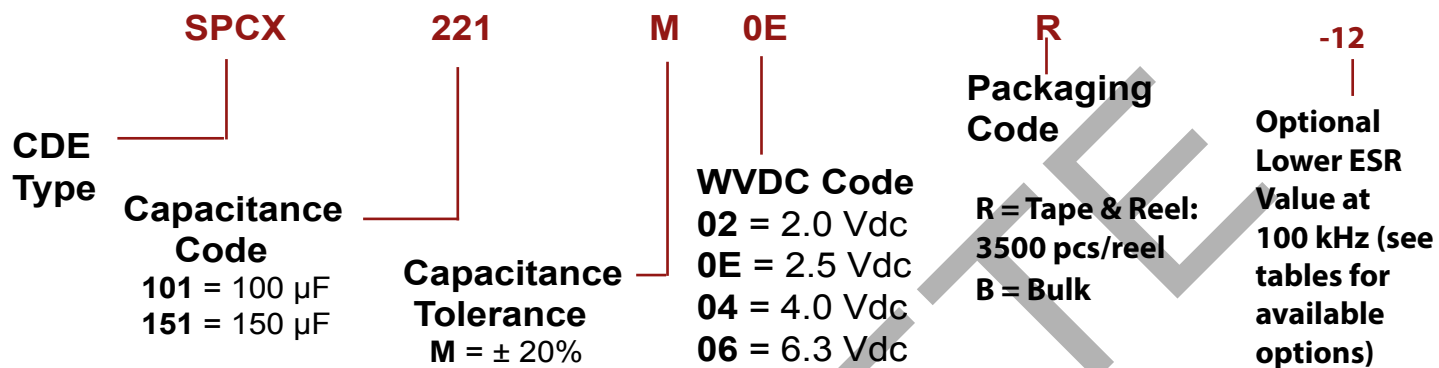 SPCX 221 M 0E R -12
CDE
Type
Capacitance
Code
101 = 100 µF
151 = 150 µF
Capacitance
Tolerance
M = ± 20%
WVDC Code
02 = 2.0 Vdc
0E = 2.5 Vdc
04 = 4.0 Vdc
06 = 6.3 Vdc
Packaging
Code
R = Tape & Reel:
3500 pcs/reel
B = Bulk
Optional
Lower ESR
Value at
100 kHz (see
tables for
available
options)